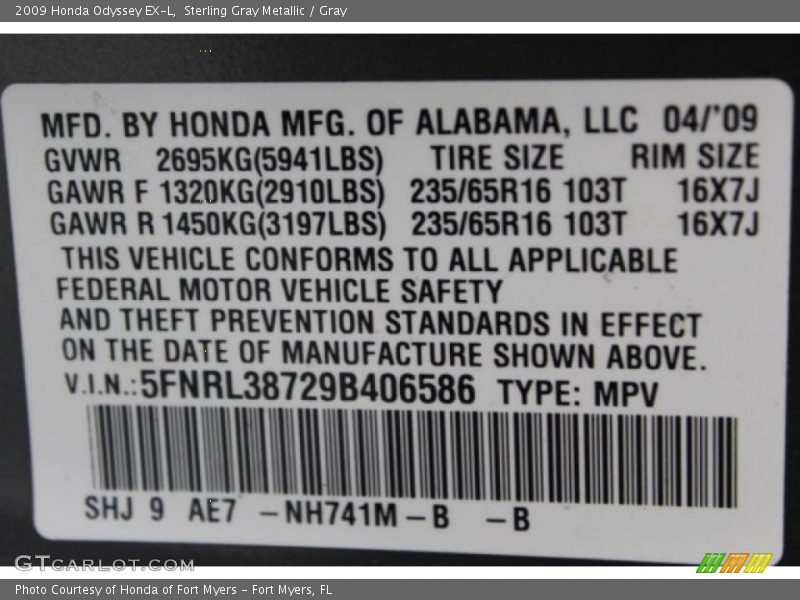 2009 Honda Odyssey EX-L, Sterling Gray Metallic / Gray
MFD. BY HONDA MFG. OF ALABAMA, LLC 04/'09
GVWR 2695KG(5941LBS) TIRE SIZE RIM SIZE
GAWR F 1320KG(2910LBS) 235/65R16 103T 16X7J
GAWR R 1450KG(3197LBS) 235/65R16 103T 16X7J
THIS VEHICLE CONFORMS TO ALL APPLICABLE
FEDERAL MOTOR VEHICLE SAFETY
AND THEFT PREVENTION STANDARDS IN EFFECT
ON THE DATE OF MANUFACTURE SHOWN ABOVE.
V.I.N.:5FNRL38729B406586 TYPE: MPV
SHJ 9 AE7 -NH741M-B -B
GTCarLot.com
Photo Courtesy of Honda of Fort Myers - Fort Myers, FL